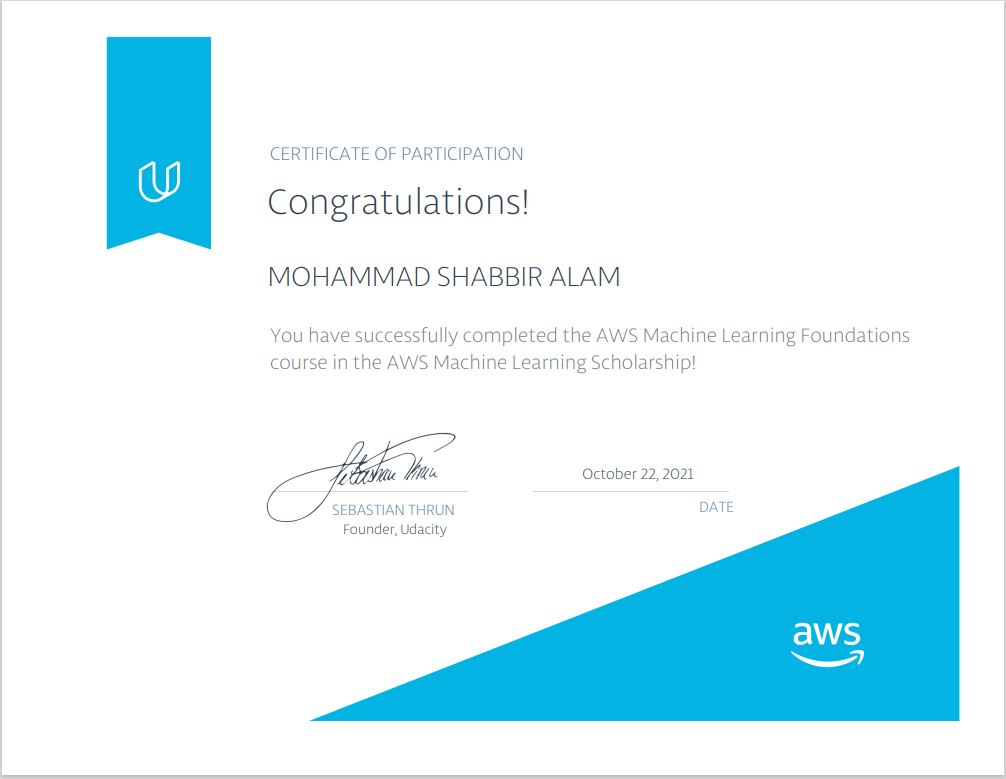 CERTIFICATE OF PARTICIPATION
Congratulations!
MOHAMMAD SHABBIR ALAM
You have successfully completed the AWS Machine Learning Foundations
course in the AWS Machine Learning Scholarship!
Sebastian Thrun
October 22, 2021
SEBASTIAN THRUN
DATE
Founder, Udacity
aws